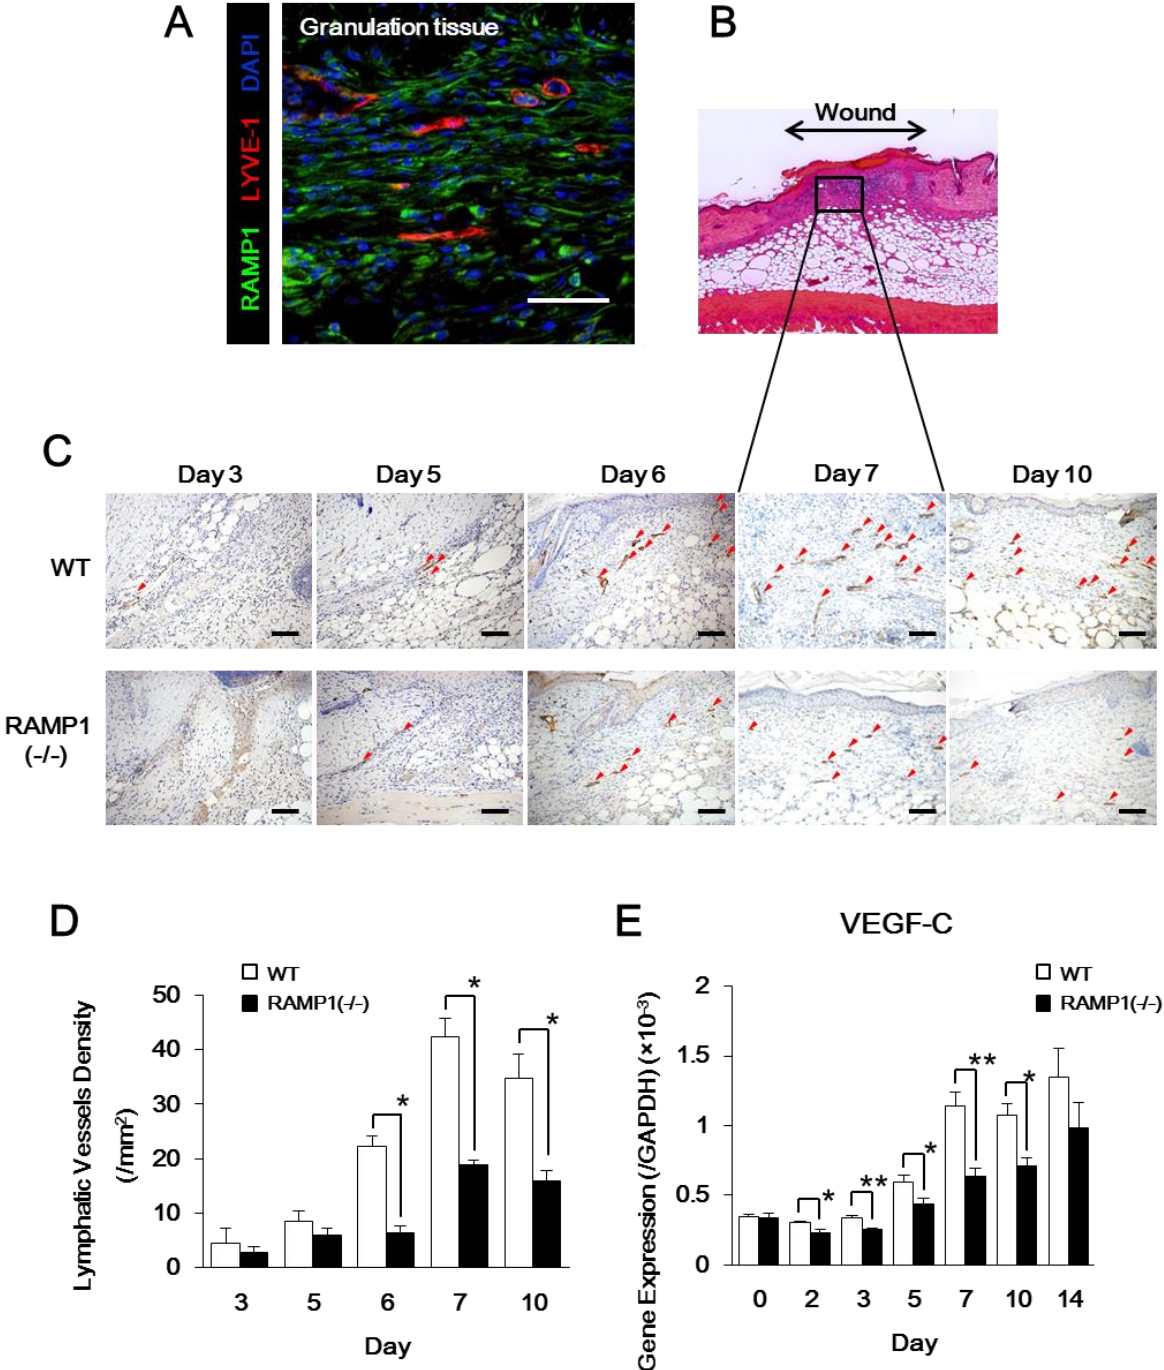 A
RAMP1 LYVE-1 DAPI
Granulation tissue
B
Wound
C
Day 3
Day 5
Day 6
Day 7
Day 10
WT
RAMP1
(-/-)
D
WT
RAMP1(-/-)
Lymphatic Vessels Density
(/mm²)
50
40
30
20
10
0
*
*
*
3
5
6
7
10
Day
E
VEGF-C
WT
RAMP1(-/-)
Gene Expression (/GAPDH) (×10⁻³)
2
1.5
1
0.5
0
*
**
*
**
*
0
2
3
5
7
10
14
Day